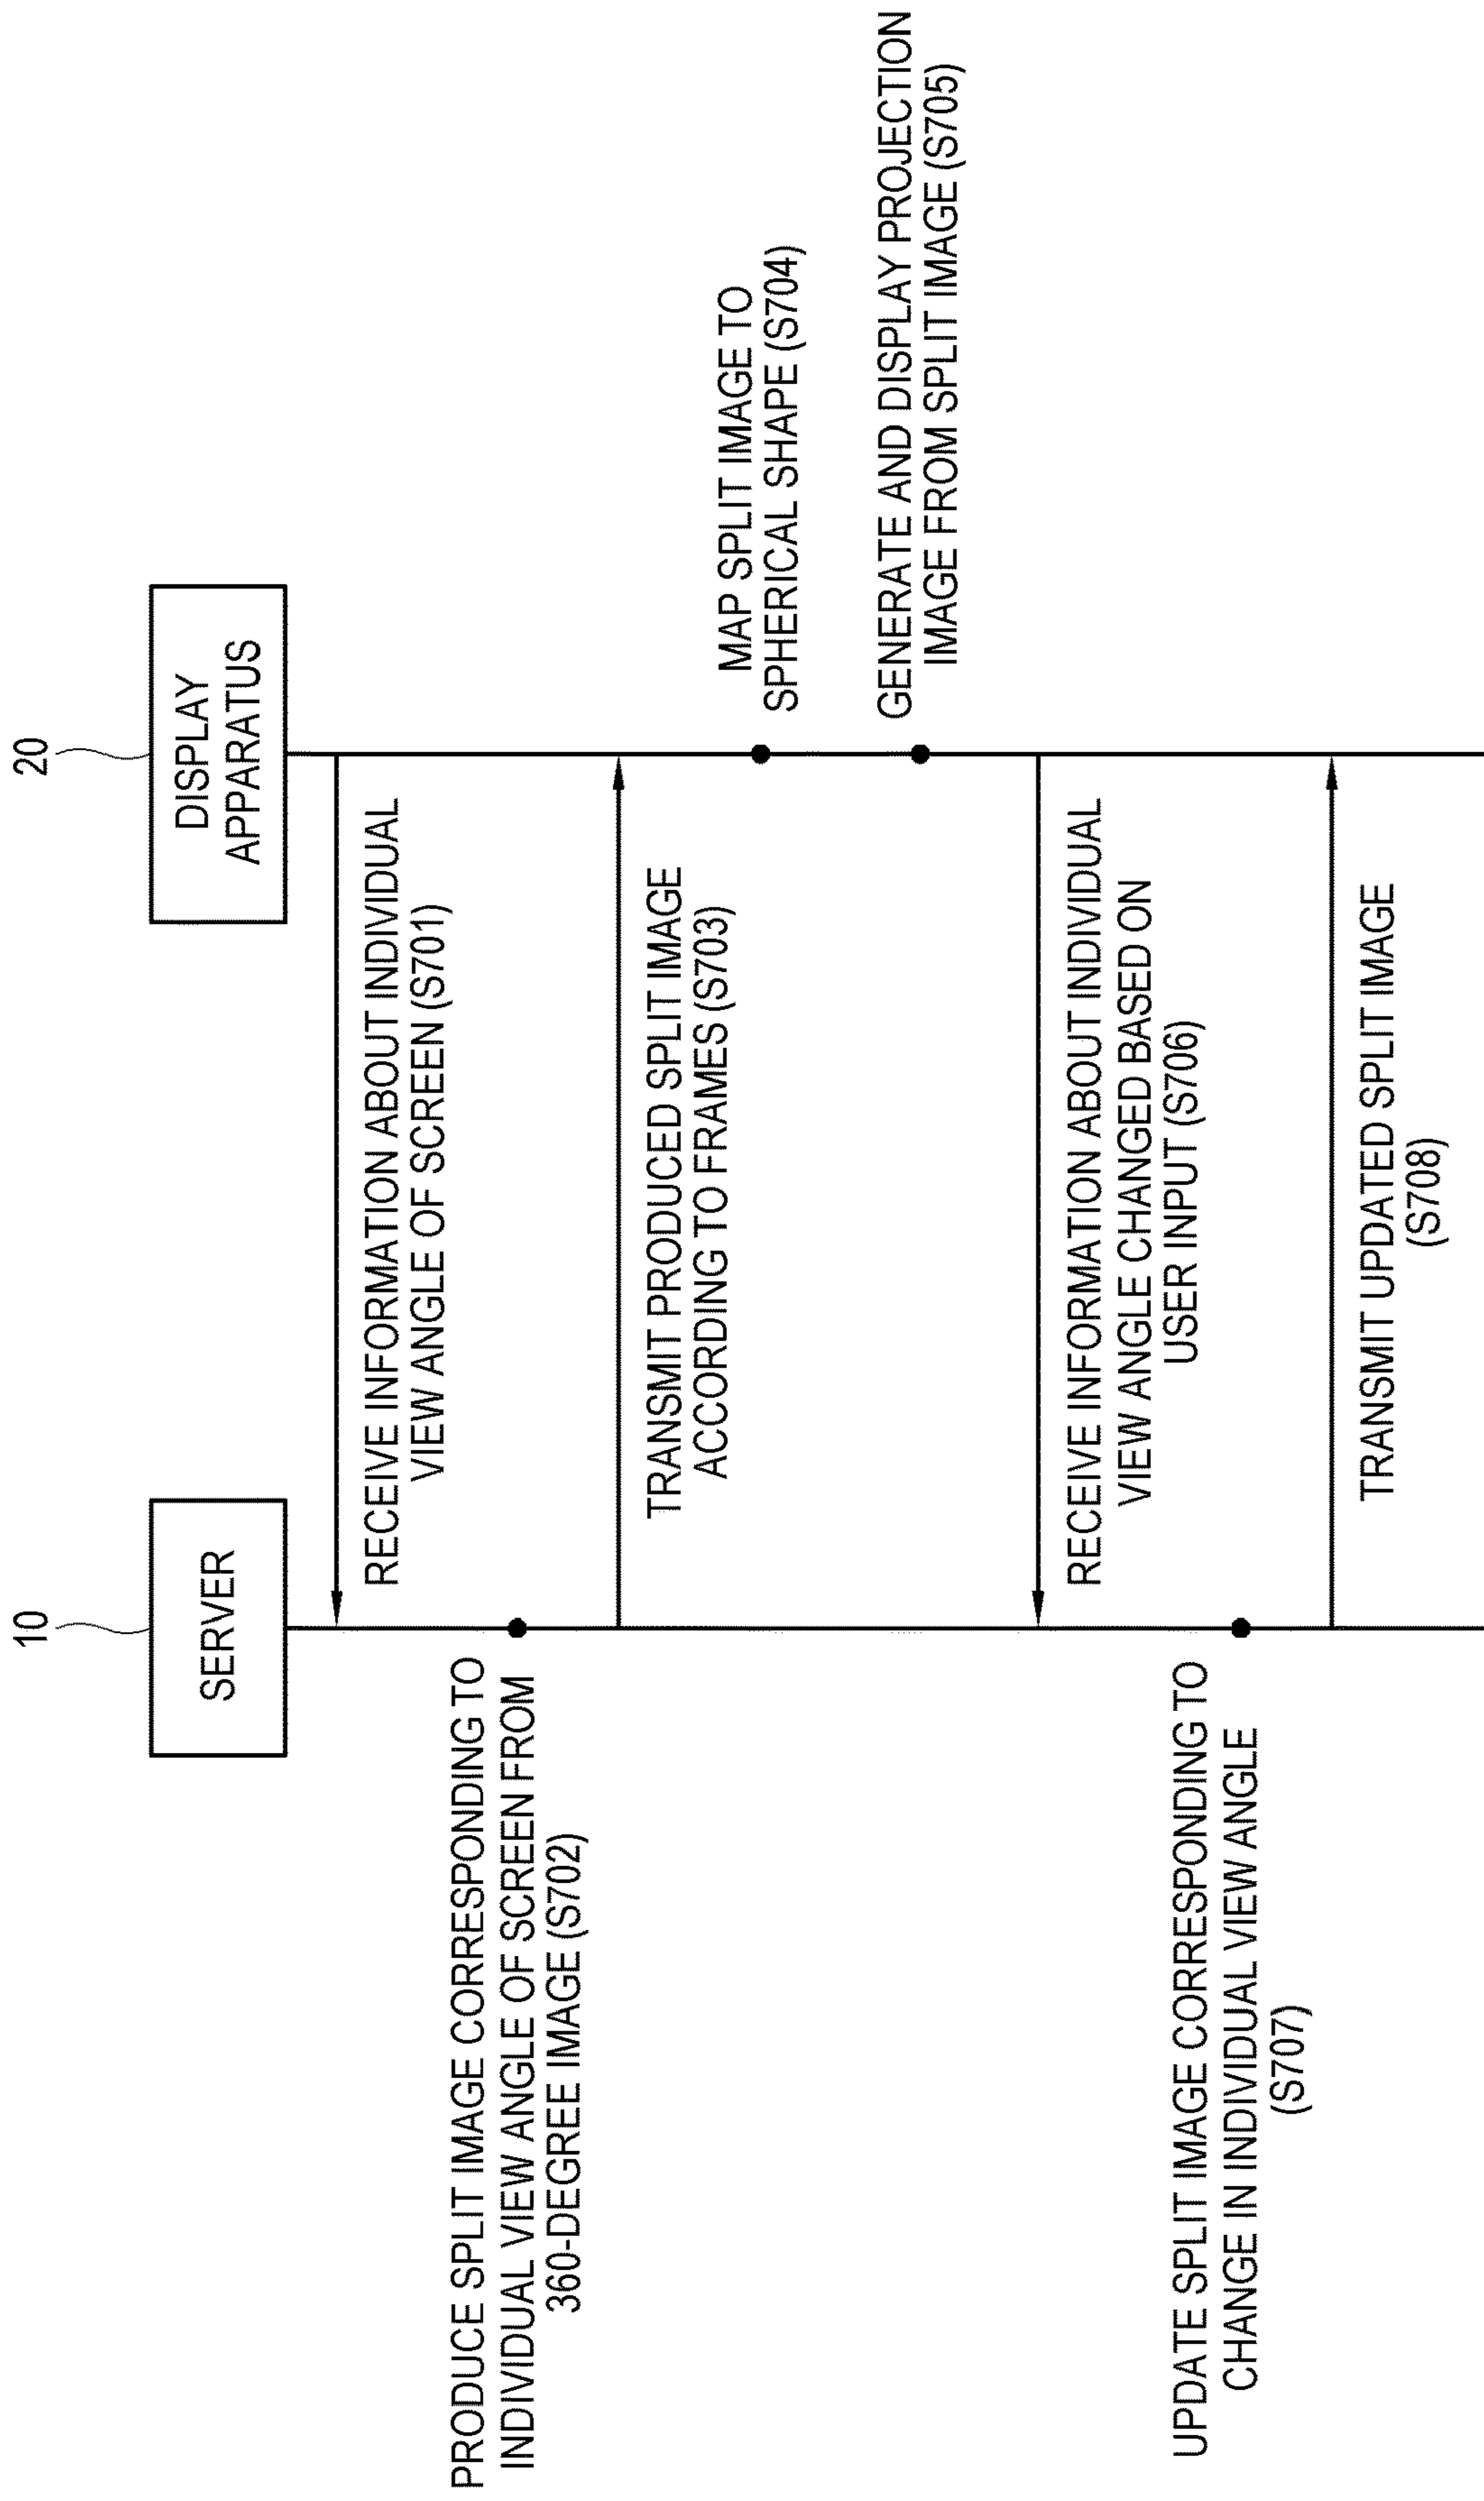 10
20
SERVER
DISPLAY
APPARATUS
RECEIVE INFORMATION ABOUT INDIVIDUAL
VIEW ANGLE OF SCREEN (S701)
PRODUCE SPLIT IMAGE CORRESPONDING TO
INDIVIDUAL VIEW ANGLE OF SCREEN FROM
360-DEGREE IMAGE (S702)
TRANSMIT PRODUCED SPLIT IMAGE
ACCORDING TO FRAMES (S703)
MAP SPLIT IMAGE TO
SPHERICAL SHAPE (S704)
GENERATE AND DISPLAY PROJECTION
IMAGE FROM SPLIT IMAGE (S705)
RECEIVE INFORMATION ABOUT INDIVIDUAL
VIEW ANGLE CHANGED BASED ON
USER INPUT (S706)
UPDATE SPLIT IMAGE CORRESPONDING TO
CHANGE IN INDIVIDUAL VIEW ANGLE
(S707)
TRANSMIT UPDATED SPLIT IMAGE
(S708)